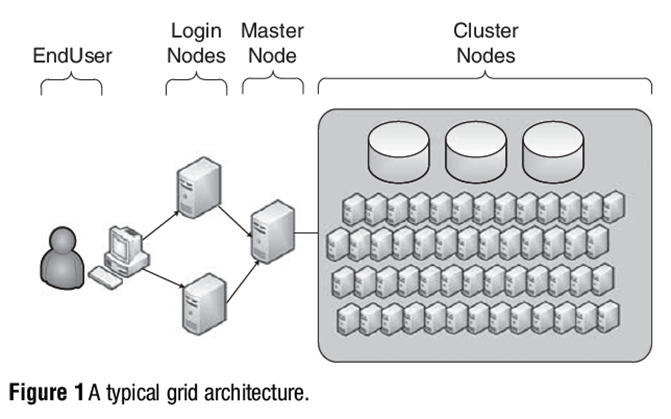 EndUser
Login
Nodes
Master
Node
Cluster
Nodes
Figure 1 A typical grid architecture.